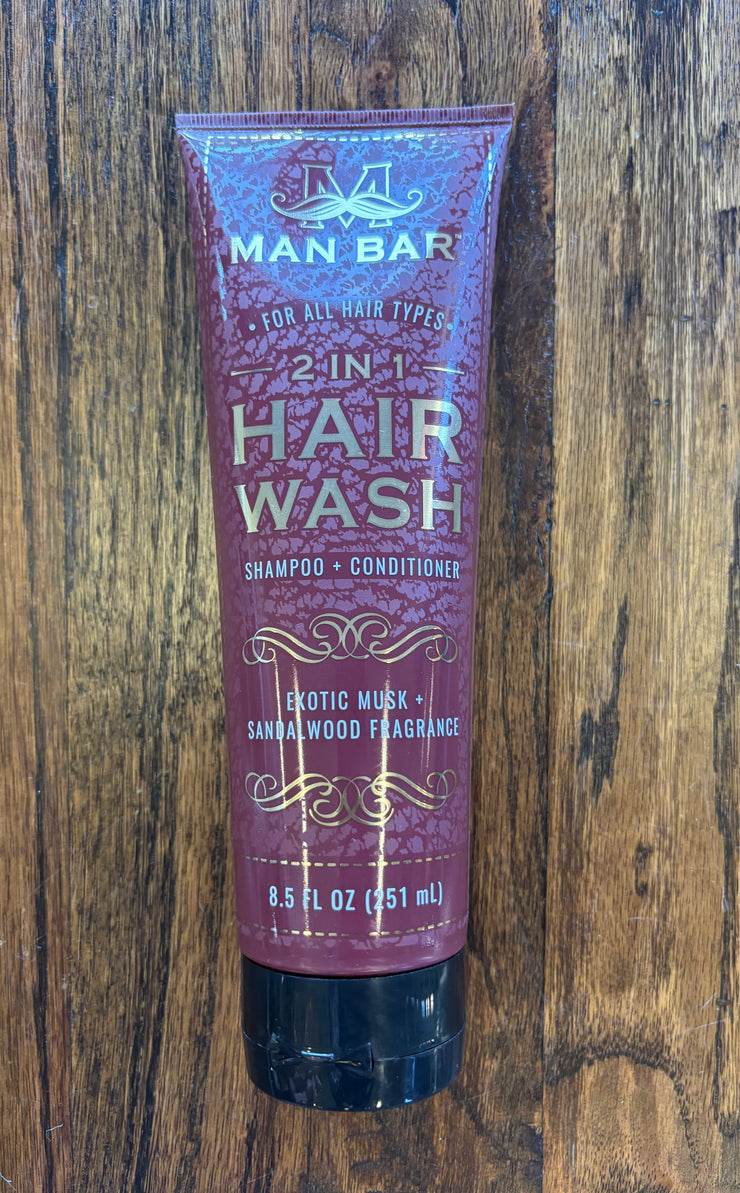 M
MAN BAR™
• FOR ALL HAIR TYPES •
2 IN 1
HAIR
WASH
SHAMPOO + CONDITIONER
EXOTIC MUSK +
SANDALWOOD FRAGRANCE
8.5 FL OZ (251 mL)